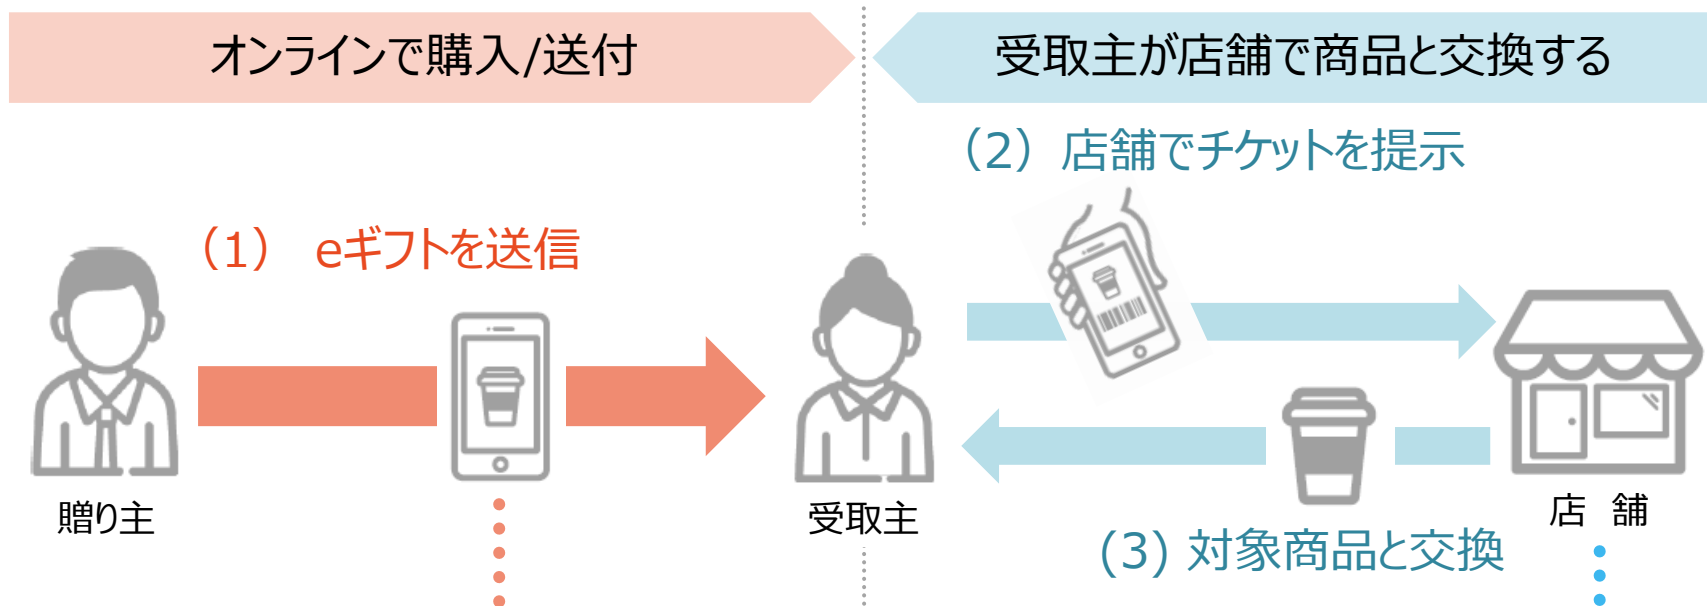 オンラインで購入/送付
受取主が店舗で商品と交換する
（2） 店舗でチケットを提示
（1） eギフトを送信
贈り主
受取主
店 舗
(3) 対象商品と交換